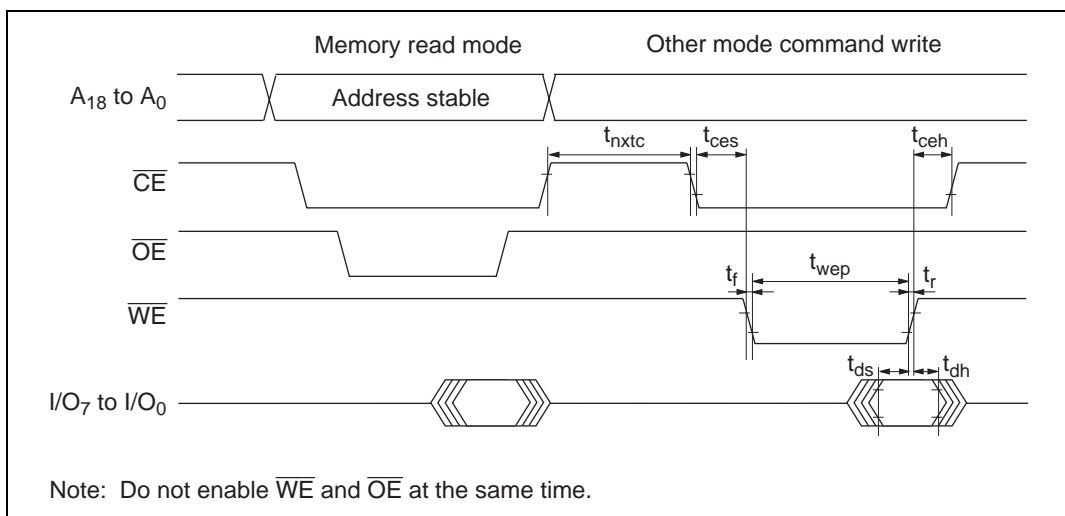 Memory read mode Other mode command write
A18 to A0 Address stable
tnxtc tces tceh
CE
OE
tf twep tr
WE
tds tdh
I/O7 to I/O0
Note: Do not enable WE and OE at the same time.